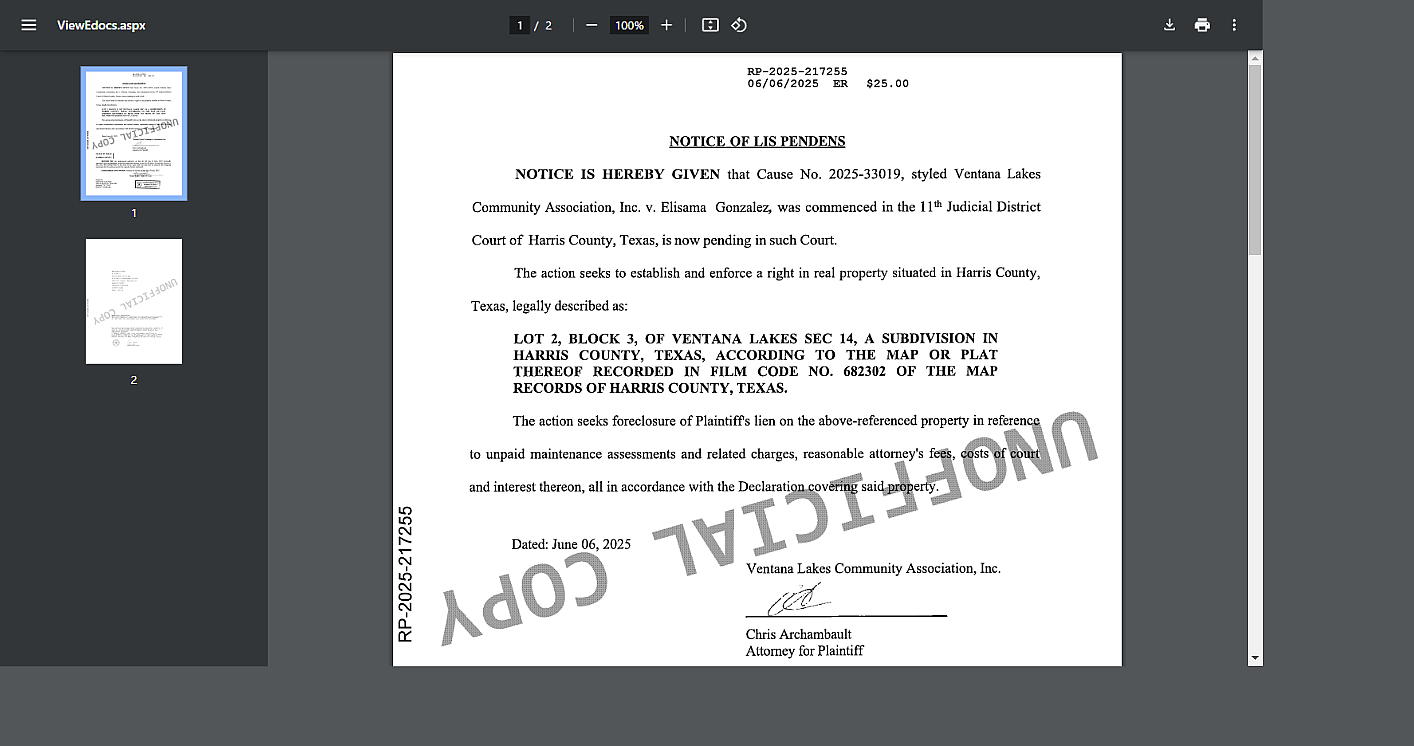 ViewEdocs.aspx
1 / 2
100%
1
2
RP-2025-217255
06/06/2025 ER $25.00
NOTICE OF LIS PENDENS
NOTICE IS HEREBY GIVEN that Cause No. 2025-33019, styled Ventana Lakes
Community Association, Inc. v. Elisama Gonzalez, was commenced in the 11th Judicial District
Court of Harris County, Texas, is now pending in such Court.
The action seeks to establish and enforce a right in real property situated in Harris County,
Texas, legally described as:
LOT 2, BLOCK 3, OF VENTANA LAKES SEC 14, A SUBDIVISION IN
HARRIS COUNTY, TEXAS, ACCORDING TO THE MAP OR PLAT
THEREOF RECORDED IN FILM CODE NO. 682302 OF THE MAP
RECORDS OF HARRIS COUNTY, TEXAS.
The action seeks foreclosure of Plaintiff's lien on the above-referenced property in reference
to unpaid maintenance assessments and related charges, reasonable attorney's fees, costs of court
and interest thereon, all in accordance with the Declaration covering said property.
Dated: June 06, 2025
Ventana Lakes Community Association, Inc.
Chris Archambault
Attorney for Plaintiff
RP-2025-217255
UNOFFICIAL COPY